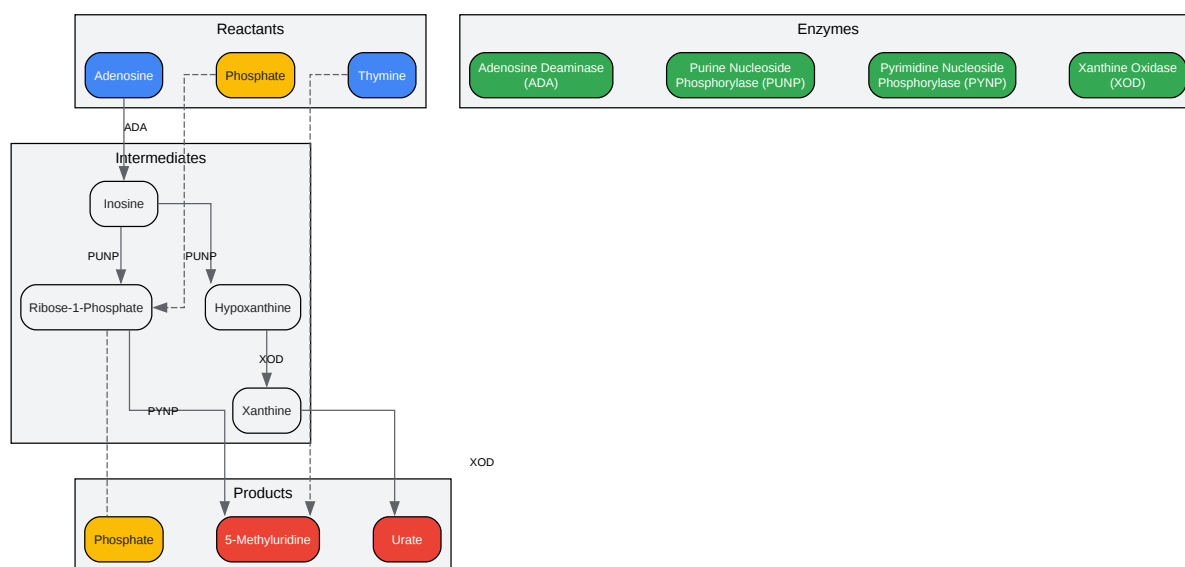 Reactants
Enzymes
Adenosine
Phosphate
Thymine
Adenosine Deaminase
(ADA)
Purine Nucleoside
Phosphorylase (PUNP)
Pyrimidine Nucleoside
Phosphorylase (PYNP)
Xanthine Oxidase
(XOD)
ADA
Intermediates
Inosine
PUNP
PUNP
Ribose-1-Phosphate
Hypoxanthine
XOD
PYNP
Xanthine
XOD
Products
Phosphate
5-Methyluridine
Urate